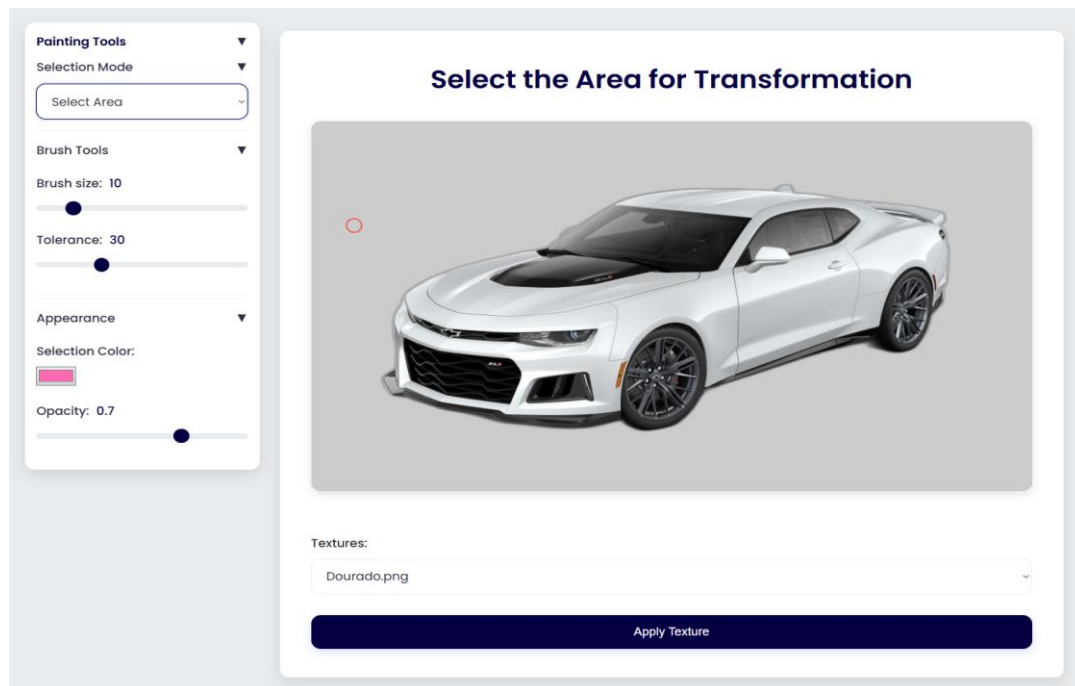 Painting Tools ▼
Selection Mode ▼
Select Area
Brush Tools ▼
Brush size: 10
Tolerance: 30
Appearance ▼
Selection Color:
Opacity: 0.7
Select the Area for Transformation
Textures:
Dourado.png
Apply Texture